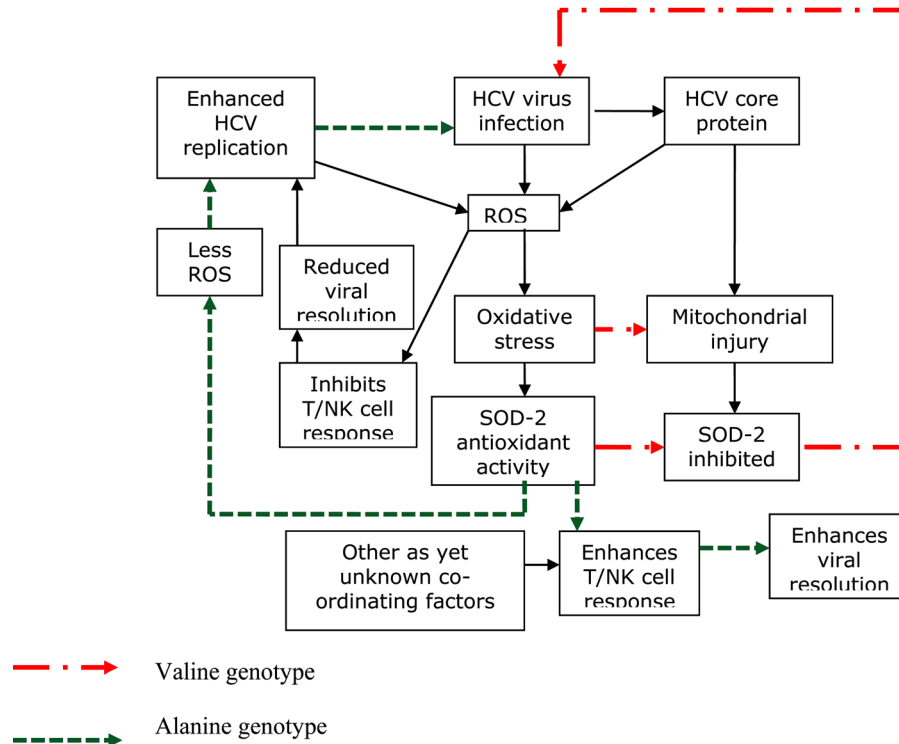 Enhanced
HCV
replication
HCV virus
infection
HCV core
protein
ROS
Less
ROS
Reduced
viral
resolution
Oxidative
stress
Mitochondrial
injury
Inhibits
T/NK cell
response
SOD-2
antioxidant
activity
SOD-2
inhibited
Other as yet
unknown co-
ordinating factors
Enhances
T/NK cell
response
Enhances
viral
resolution
Valine genotype
Alanine genotype